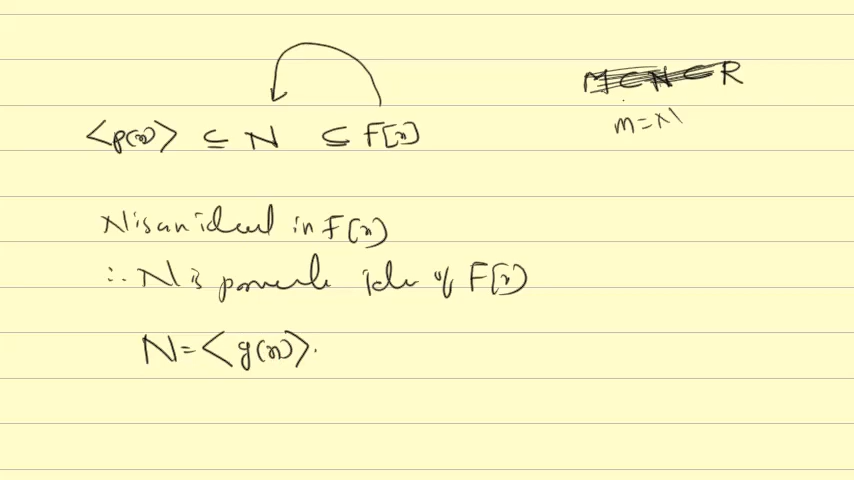 M ⊂ N ⊂ R
m = N
<p(x)> ⊆ N ⊆ F[x]
N is an ideal in F[x]
∴ N is principle ideal of F[x]
N = <g(x)>.